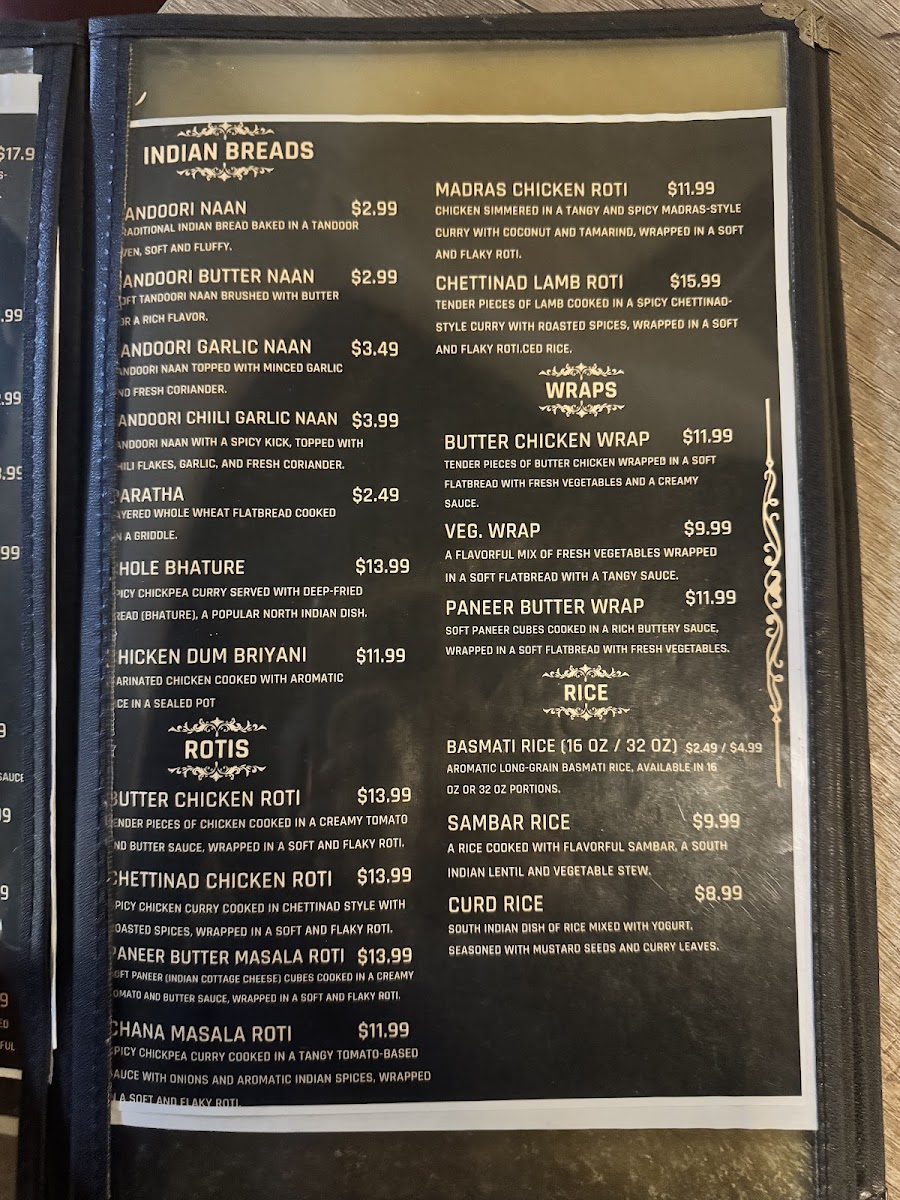 $17.9
S-
.99
2.99
3.99
.99
SAUCE
9
FUL
INDIAN BREADS
ANDOORI NAAN $2.99
RADITIONAL INDIAN BREAD BAKED IN A TANDOOR
VEN, SOFT AND FLUFFY.
ANDOORI BUTTER NAAN $2.99
OFT TANDOORI NAAN BRUSHED WITH BUTTER
OR A RICH FLAVOR.
ANDOORI GARLIC NAAN $3.49
ANDOORI NAAN TOPPED WITH MINCED GARLIC
ND FRESH CORIANDER.
ANDOORI CHIILI GARLIC NAAN $3.99
ANDOORI NAAN WITH A SPICY KICK, TOPPED WITH
HILI FLAKES, GARLIC, AND FRESH CORIANDER.
PARATHA $2.49
AYERED WHOLE WHEAT FLATBREAD COOKED
N A GRIDDLE.
HOLE BHATURE $13.99
PICY CHICKPEA CURRY SERVED WITH DEEP-FRIED
READ (BHATURE), A POPULAR NORTH INDIAN DISH.
HICKEN DUM BRIYANI $11.99
ARINATED CHICKEN COOKED WITH AROMATIC
ICE IN A SEALED POT
ROTIS
BUTTER CHICKEN ROTI $13.99
ENDER PIECES OF CHICKEN COOKED IN A CREAMY TOMATO
ND BUTTER SAUCE, WRAPPED IN A SOFT AND FLAKY ROTI.
CHETTINAD CHICKEN ROTI $13.99
PICY CHICKEN CURRY COOKED IN CHETTINAD STYLE WITH
OASTED SPICES, WRAPPED IN A SOFT AND FLAKY ROTI.
PANEER BUTTER MASALA ROTI $13.99
OFT PANEER (INDIAN COTTAGE CHEESE) CUBES COOKED IN A CREAMY
OMATO AND BUTTER SAUCE, WRAPPED IN A SOFT AND FLAKY ROTI.
CHANA MASALA ROTI $11.99
PICY CHICKPEA CURRY COOKED IN A TANGY TOMATO-BASED
AUCE WITH ONIONS AND AROMATIC INDIAN SPICES, WRAPPED
A SOFT AND FLAKY ROTI.
MADRAS CHICKEN ROTI $11.99
CHICKEN SIMMERED IN A TANGY AND SPICY MADRAS-STYLE
CURRY WITH COCONUT AND TAMARIND, WRAPPED IN A SOFT
AND FLAKY ROTI.
CHETTINAD LAMB ROTI $15.99
TENDER PIECES OF LAMB COOKED IN A SPICY CHETTINAD-
STYLE CURRY WITH ROASTED SPICES, WRAPPED IN A SOFT
AND FLAKY ROTI.CED RICE.
WRAPS
BUTTER CHICKEN WRAP $11.99
TENDER PIECES OF BUTTER CHICKEN WRAPPED IN A SOFT
FLATBREAD WITH FRESH VEGETABLES AND A CREAMY
SAUCE.
VEG. WRAP $9.99
A FLAVORFUL MIX OF FRESH VEGETABLES WRAPPED
IN A SOFT FLATBREAD WITH A TANGY SAUCE.
PANEER BUTTER WRAP $11.99
SOFT PANEER CUBES COOKED IN A RICH BUTTERY SAUCE,
WRAPPED IN A SOFT FLATBREAD WITH FRESH VEGETABLES.
RICE
BASMATI RICE (16 OZ / 32 OZ) $2.49 / $4.99
AROMATIC LONG-GRAIN BASMATI RICE, AVAILABLE IN 16
OZ OR 32 OZ PORTIONS.
SAMBAR RICE $9.99
A RICE COOKED WITH FLAVORFUL SAMBAR, A SOUTH
INDIAN LENTIL AND VEGETABLE STEW.
CURD RICE $8.99
SOUTH INDIAN DISH OF RICE MIXED WITH YOGURT,
SEASONED WITH MUSTARD SEEDS AND CURRY LEAVES.